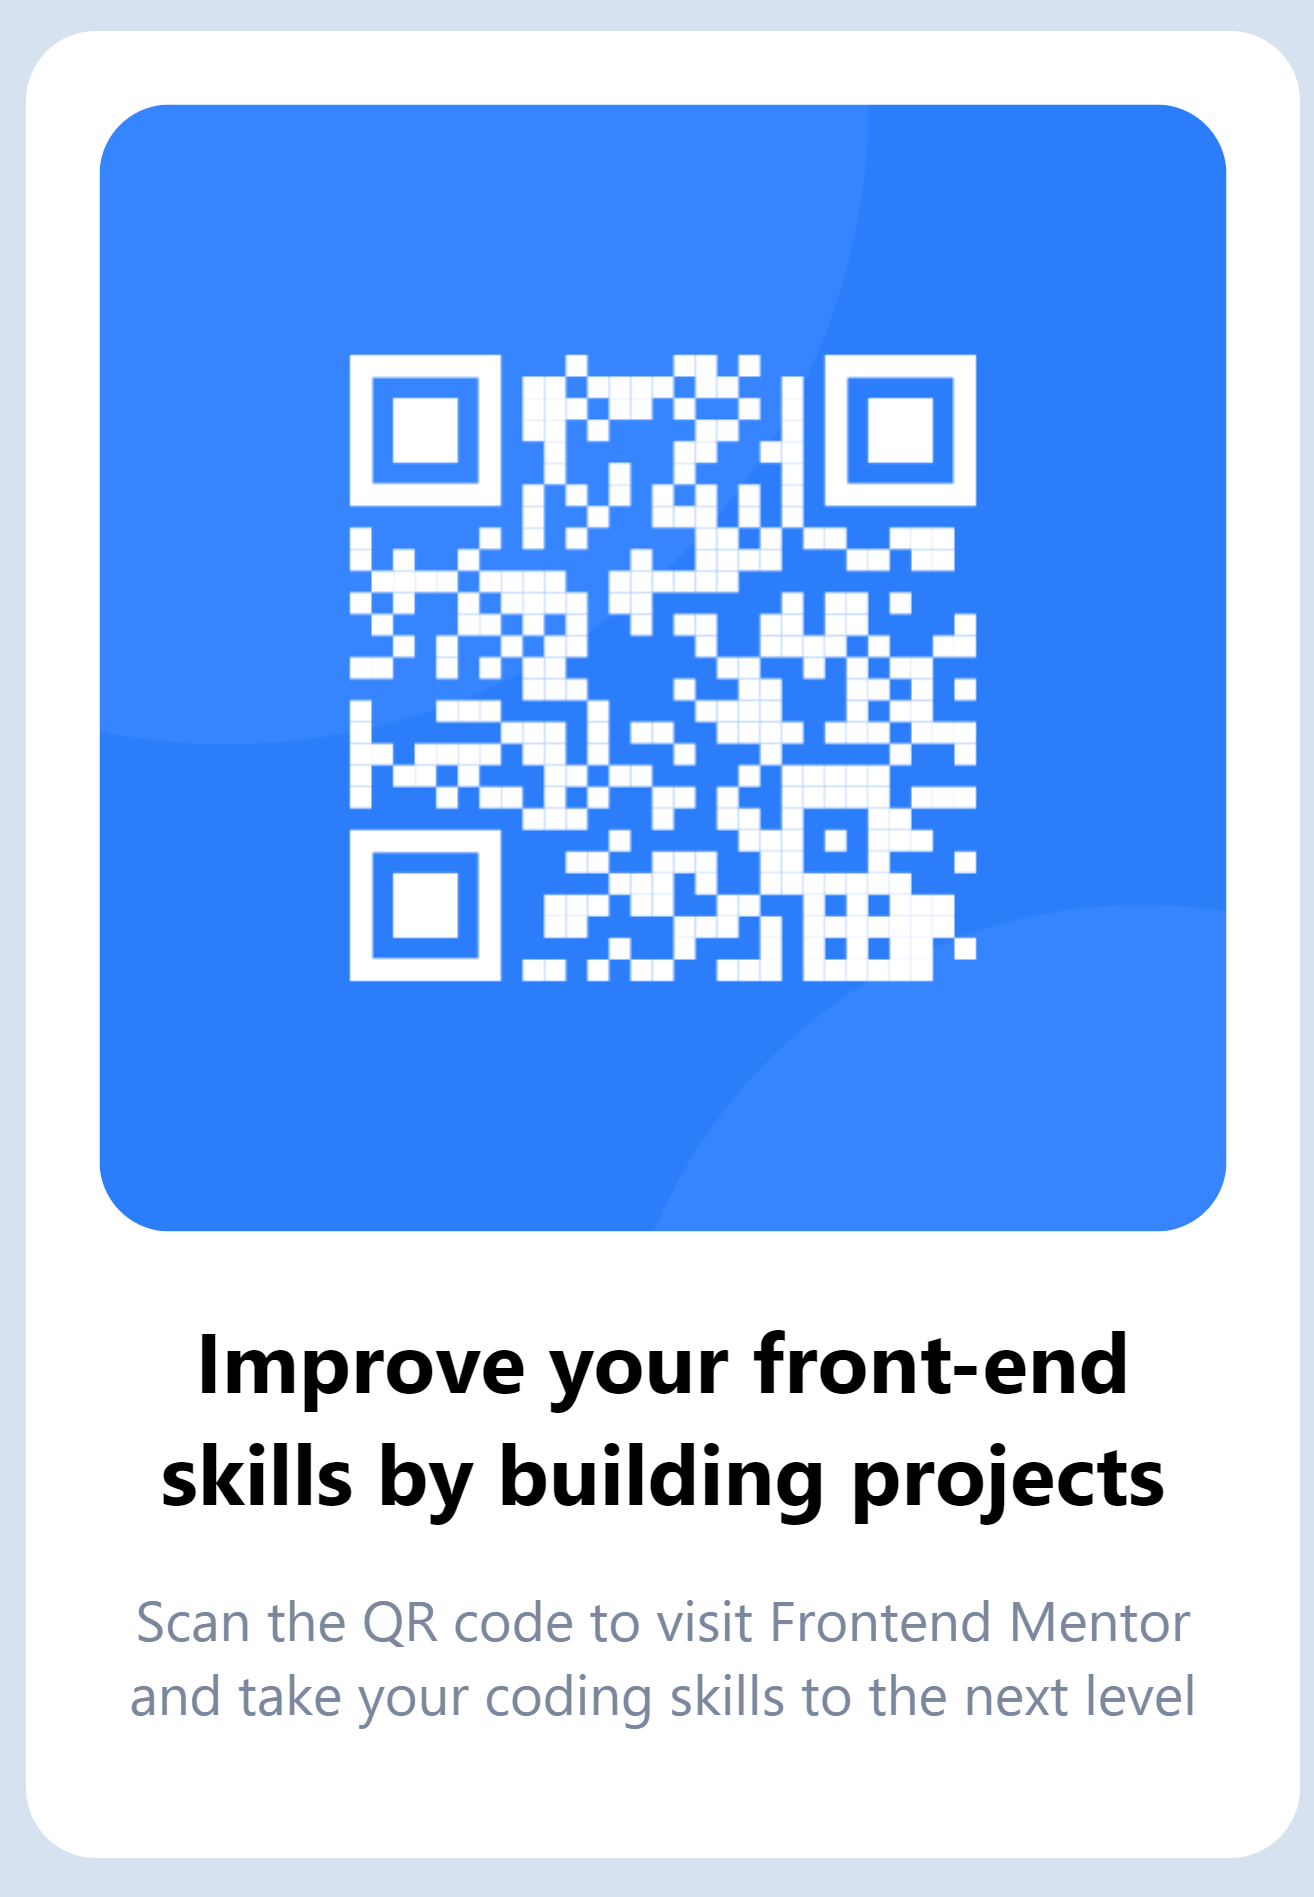 Improve your front-end
skills by building projects
Scan the QR code to visit Frontend Mentor
and take your coding skills to the next level